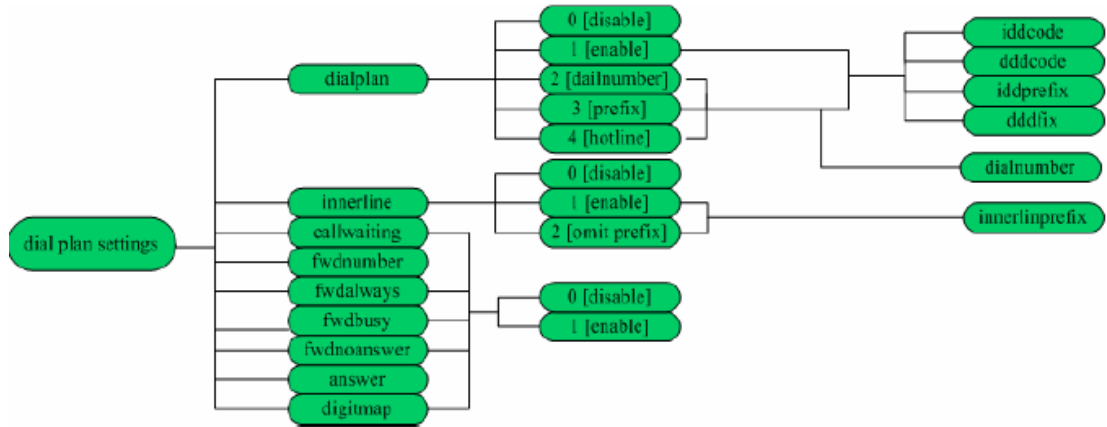 dial plan settings
dialplan
innerline
callwaiting
fwdnumber
fwdalways
fwdbusy
fwdnoanswer
answer
digitmap
0 [disable]
1 [enable]
2 [dailnumber]
3 [prefix]
4 [hotline]
0 [disable]
1 [enable]
2 [omit prefix]
0 [disable]
1 [enable]
iddcode
dddcode
iddprefix
dddfix
dialnumber
innerlinprefix